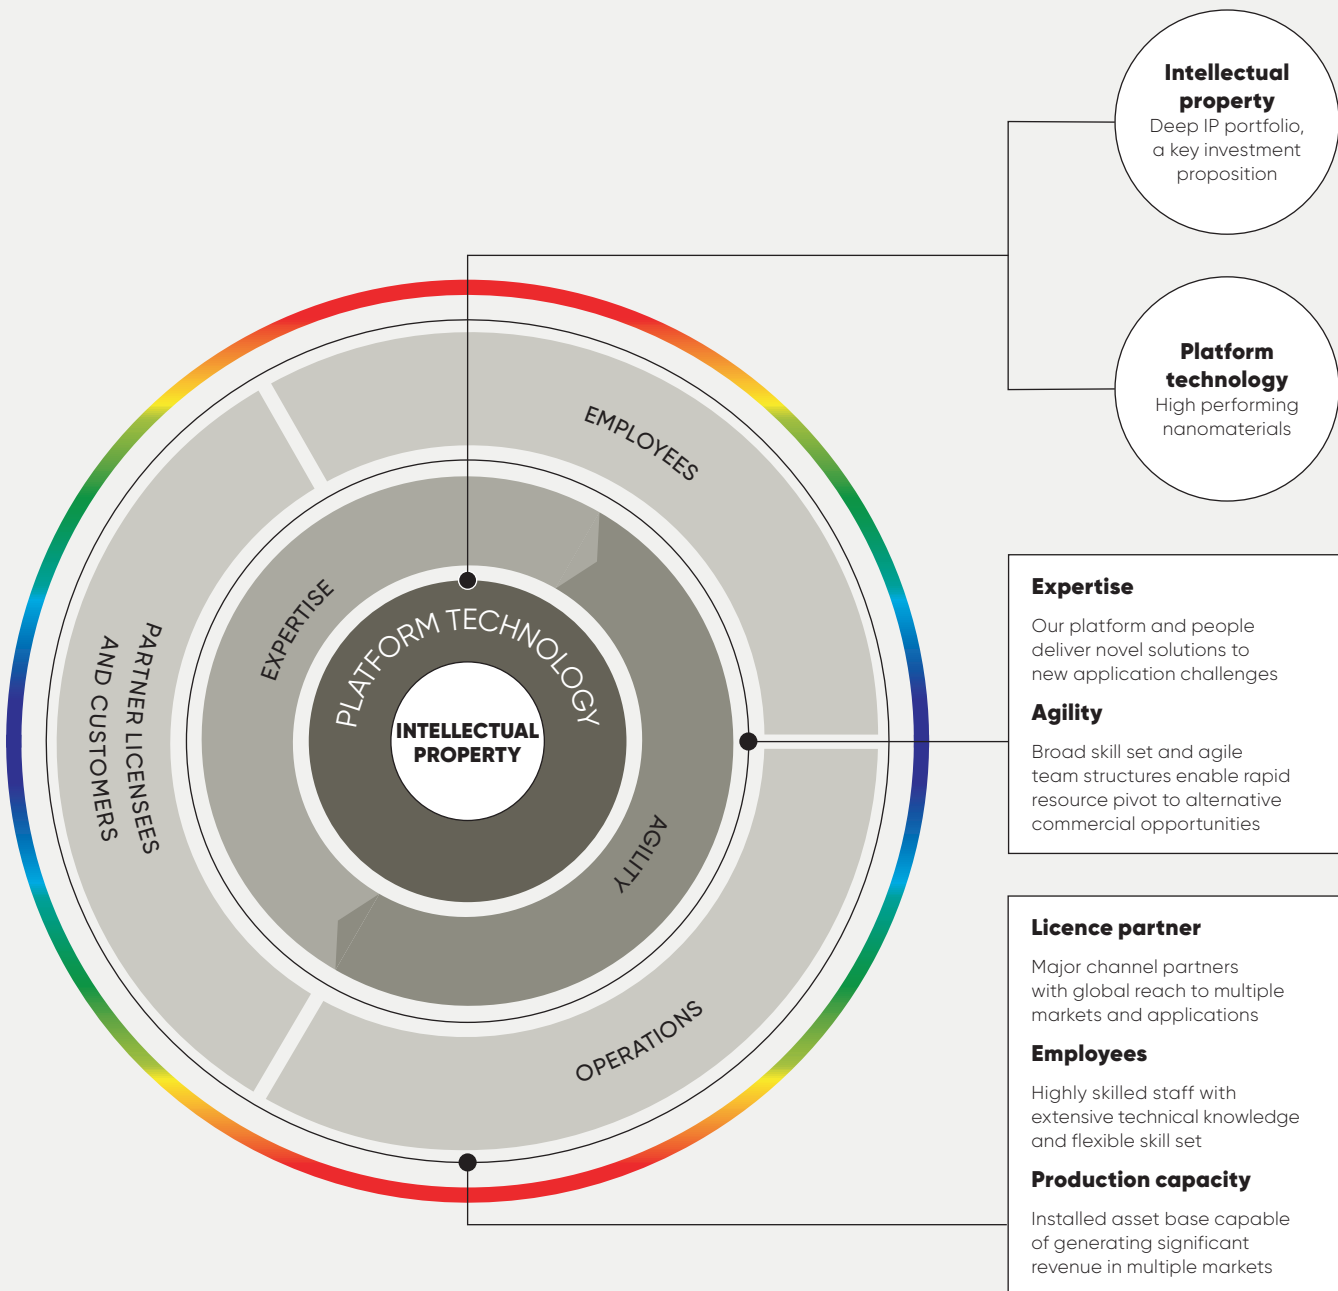 Intellectual
property
Deep IP portfolio,
a key investment
proposition
Platform
technology
High performing
nanomaterials
EMPLOYEES
EXPERTISE
PLATFORM TECHNOLOGY
INTELLECTUAL
PROPERTY
PARTNER LICENSEES
AND CUSTOMERS
AGILITY
OPERATIONS
Expertise
Our platform and people
deliver novel solutions to
new application challenges
Agility
Broad skill set and agile
team structures enable rapid
resource pivot to alternative
commercial opportunities
Licence partner
Major channel partners
with global reach to multiple
markets and applications
Employees
Highly skilled staff with
extensive technical knowledge
and flexible skill set
Production capacity
Installed asset base capable
of generating significant
revenue in multiple markets